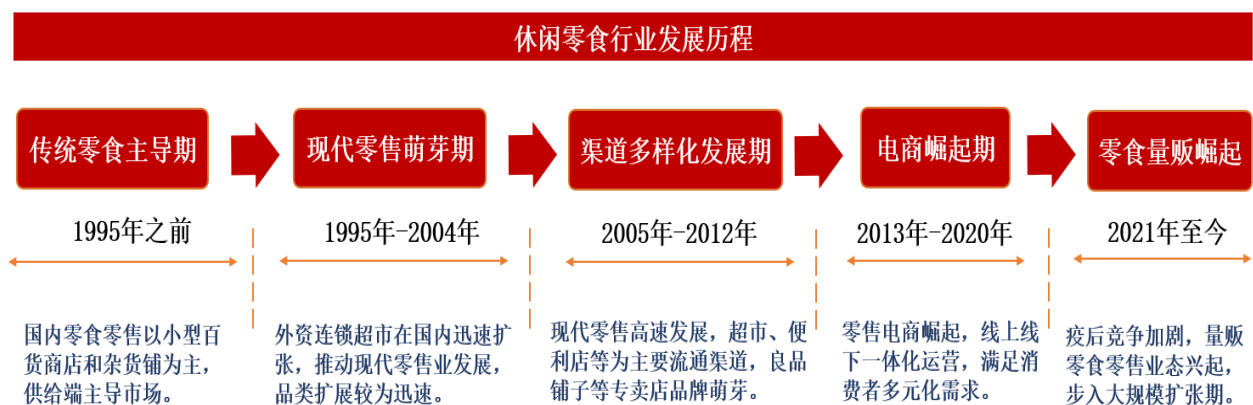 休闲零食行业发展历程
传统零食主导期
现代零售萌芽期
渠道多样化发展期
电商崛起期
零食量贩崛起
1995年之前
1995年-2004年
2005年-2012年
2013年-2020年
2021年至今
国内零食零售以小型百
货商店和杂货铺为主，
供给端主导市场。
外资连锁超市在国内迅速扩
张，推动现代零售业发展，
品类扩展较为迅速。
现代零售高速发展，超市、便
利店等为主要流通渠道，良品
铺子等专卖店品牌萌芽。
零售电商崛起，线上线
下一体化运营，满足消
费者多元化需求。
疫后竞争加剧，量贩
零食零售业态兴起，
步入大规模扩张期。